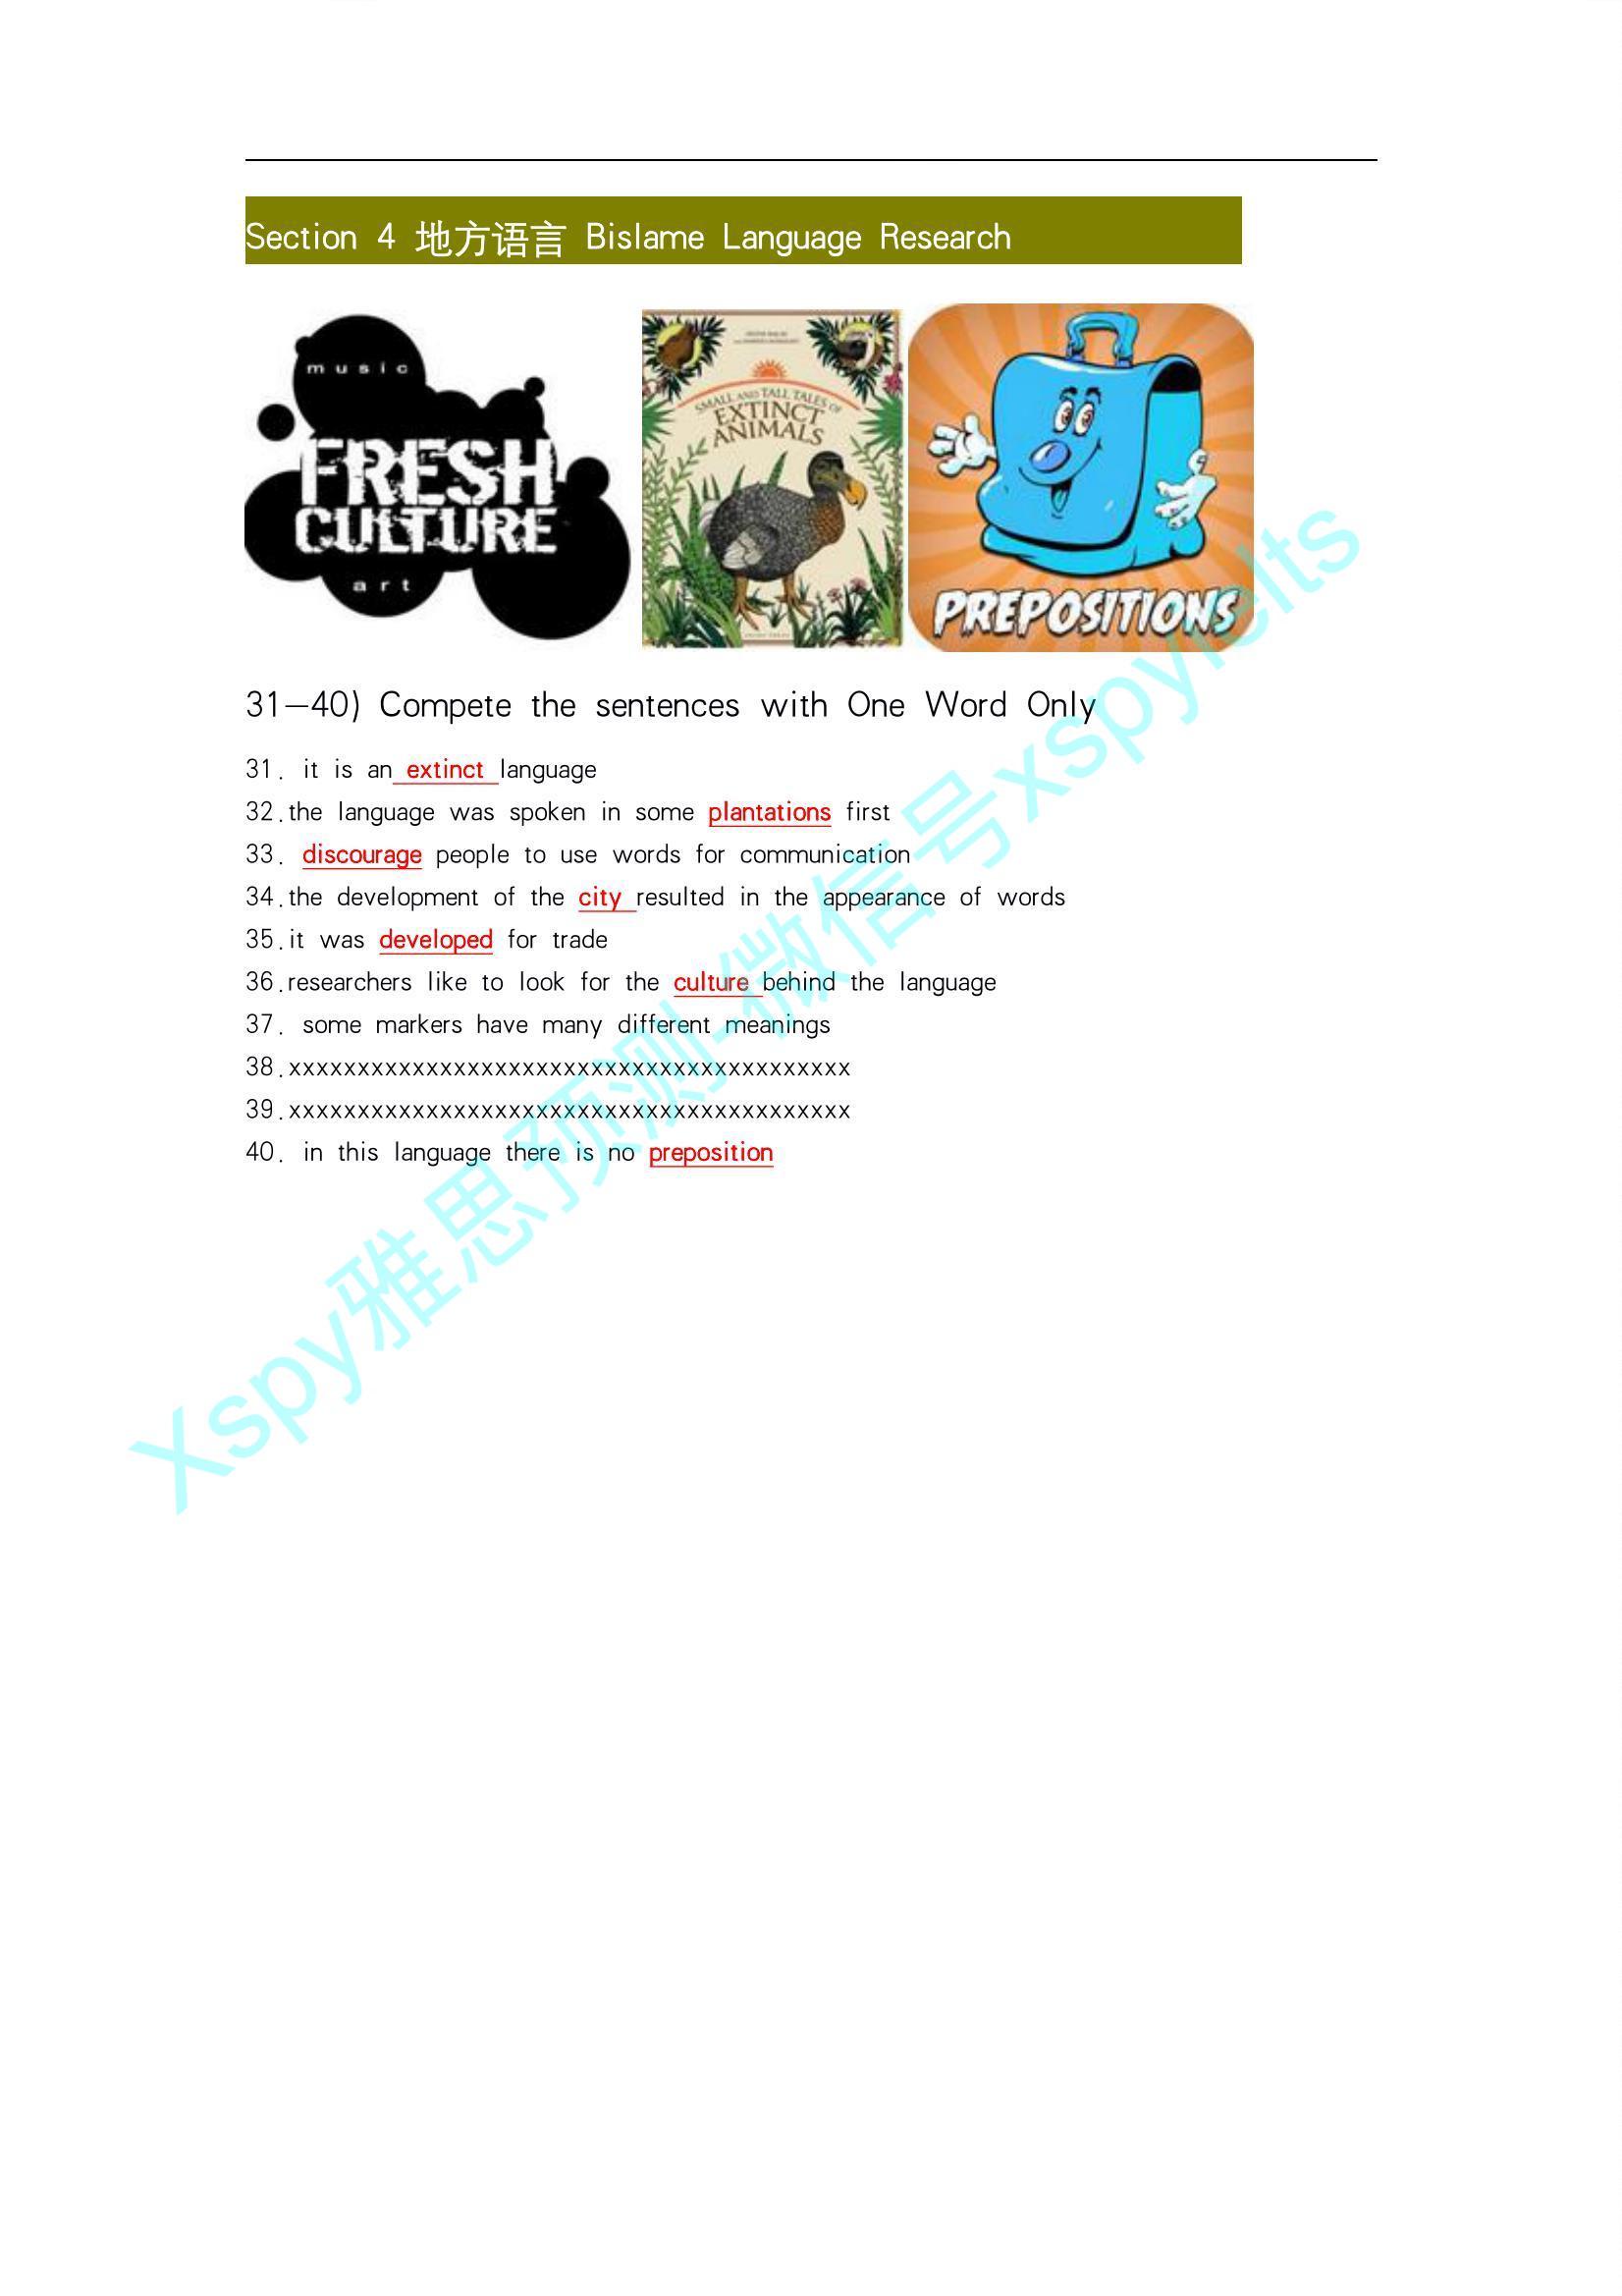 Section 4 地方语言 Bislame Language Research
music
FRESH
CULTURE
art
SMALL AND TALL TALES OF
EXTINCT
ANIMALS
PREPOSITIONS
31-40) Compete the sentences with One Word Only
31. it is an extinct language
32.the language was spoken in some plantations first
33. discourage people to use words for communication
34.the development of the city resulted in the appearance of words
35.it was developed for trade
36.researchers like to look for the culture behind the language
37. some markers have many different meanings
38.xxxxxxxxxxxxxxxxxxxxxxxxxxxxxxxxxxxxxxxxx
39.xxxxxxxxxxxxxxxxxxxxxxxxxxxxxxxxxxxxxxxxx
40. in this language there is no preposition
Xspy雅思预测-微信号xspyielts